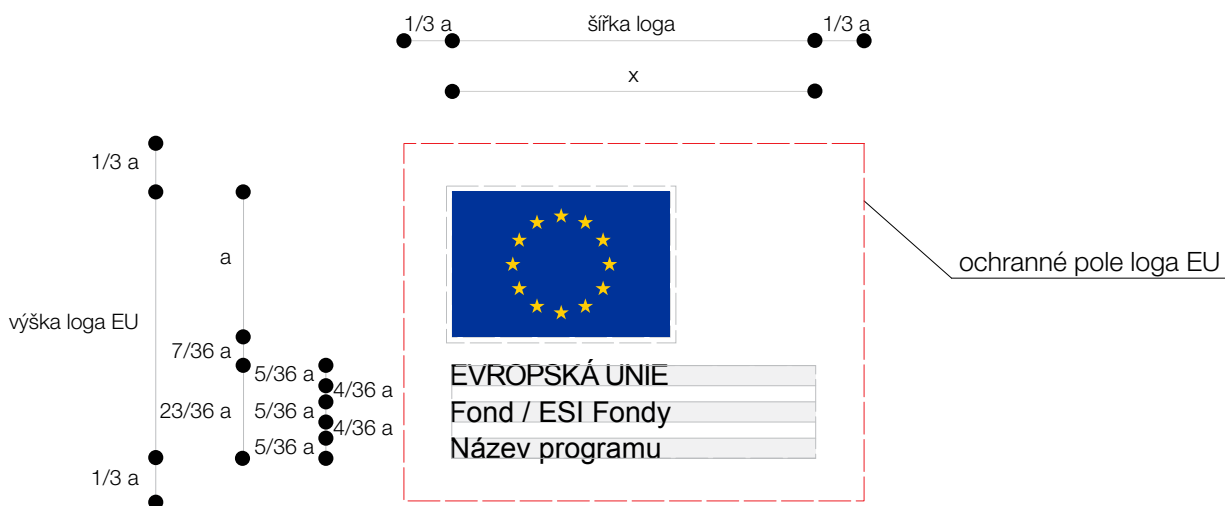 1/3 a
šířka loga
1/3 a
x
1/3 a
a
výška loga EU
7/36 a
23/36 a
1/3 a
5/36 a
4/36 a
5/36 a
4/36 a
5/36 a
EVROPSKÁ UNIE
Fond / ESI Fondy
Název programu
ochranné pole loga EU